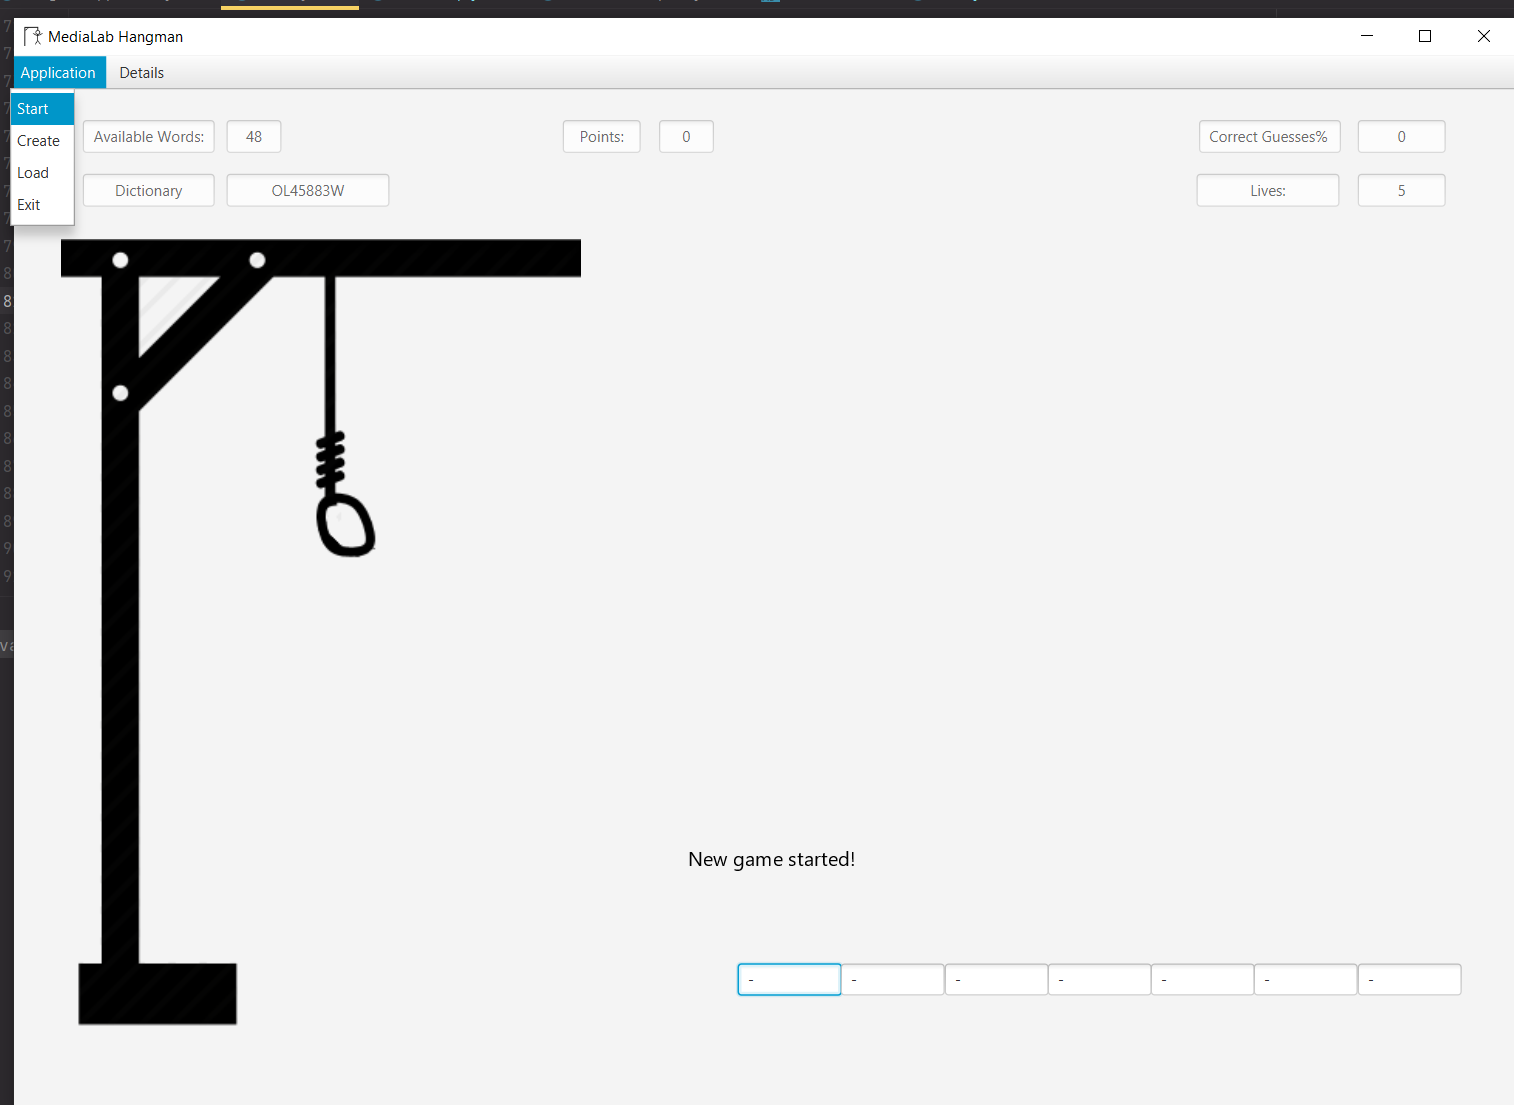 MediaLab Hangman
Application Details
Start
Create
Load
Exit
Available Words: 48 Points: 0 Correct Guesses% 0
Dictionary OL45883W Lives: 5
New game started!
- - - - - - -